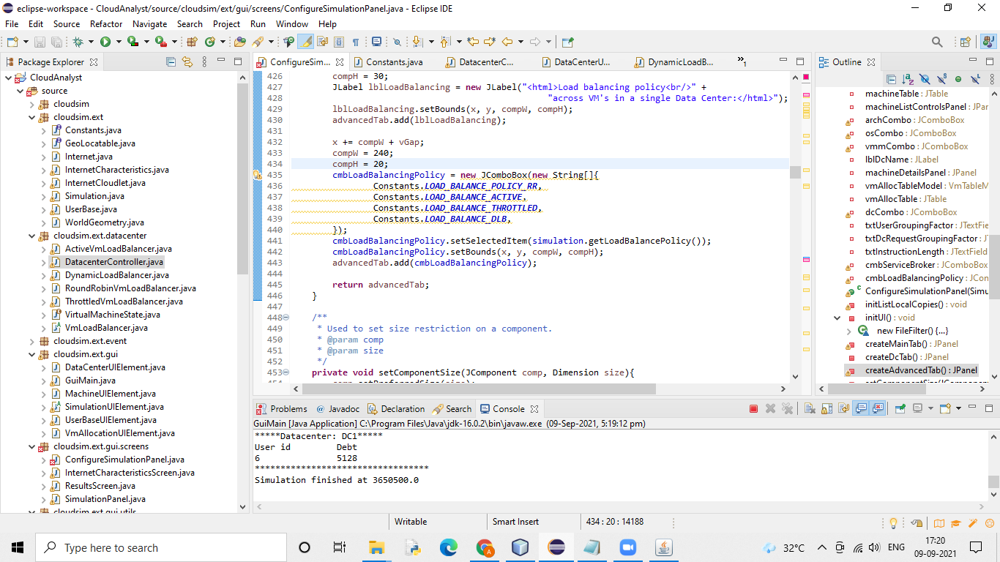 eclipse-workspace - CloudAnalyst/source/cloudsim/ext/gui/screens/ConfigureSimulationPanel.java - Eclipse IDE
File Edit Source Refactor Navigate Search Project Run Window Help
Package Explorer
CloudAnalyst
source
cloudsim
cloudsim.ext
Constants.java
GeoLocatable.java
Internet.java
InternetCharacteristics.java
InternetCloudlet.java
Simulation.java
UserBase.java
WorldGeometry.java
cloudsim.ext.datacenter
ActiveVmLoadBalancer.java
DatacenterController.java
DynamicLoadBalancer.java
RoundRobinVmLoadBalancer.java
ThrottledVmLoadBalancer.java
VirtualMachineState.java
VmLoadBalancer.java
cloudsim.ext.event
cloudsim.ext.gui
DataCenterUIElement.java
GuiMain.java
MachineUIElement.java
SimulationUIElement.java
UserBaseUIElement.java
VmAllocationUIElement.java
cloudsim.ext.gui.screens
ConfigureSimulationPanel.java
InternetCharacteristicsScreen.java
ResultsScreen.java
SimulationPanel.java
cloudsim.ext.gui.utils
ConfigureSim... Constants.java DatacenterC... DataCenterU... DynamicLoadB... »1
426 compH = 30;
427 JLabel lblLoadBalancing = new JLabel("<html>Load balancing policy<br/>" +
428 "across VM's in a single Data Center:</html>");
429 lblLoadBalancing.setBounds(x, y, compW, compH);
430 advancedTab.add(lblLoadBalancing);
431
432 x += compW + vGap;
433 compW = 240;
434 compH = 20;
435 cmbLoadBalancingPolicy = new JComboBox(new String[]{
436 Constants.LOAD_BALANCE_POLICY_RR,
437 Constants.LOAD_BALANCE_ACTIVE,
438 Constants.LOAD_BALANCE_THROTTLED,
439 Constants.LOAD_BALANCE_DLB,
440 });
441 cmbLoadBalancingPolicy.setSelectedItem(simulation.getLoadBalancePolicy());
442 cmbLoadBalancingPolicy.setBounds(x, y, compW, compH);
443 advancedTab.add(cmbLoadBalancingPolicy);
444
445 return advancedTab;
446 }
447
448 /**
449 * Used to set size restriction on a component.
450 * @param comp
451 * @param size
452 */
453 private void setComponentSize(JComponent comp, Dimension size){
Outline
machineTable : JTable
machineListControlsPanel : JPar
archCombo : JComboBox
osCombo : JComboBox
vmmCombo : JComboBox
lblDcName : JLabel
machineDetailsPanel : JPanel
vmAllocTableModel : VmTableM
vmAllocTable : JTable
dcCombo : JComboBox
txtUserGroupingFactor : JTextFie
txtDcRequestGroupingFactor : J
txtInstructionLength : JTextField
cmbServiceBroker : JComboBox
cmbLoadBalancingPolicy : JCon
ConfigureSimulationPanel(Simu
initListLocalCopies() : void
initUI() : void
new FileFilter() {...}
createMainTab() : JPanel
createDcTab() : JPanel
createAdvancedTab() : JPanel
Problems @ Javadoc Declaration Search Console
GuiMain [Java Application] C:\Program Files\Java\jdk-16.0.2\bin\javaw.exe (09-Sep-2021, 5:19:12 pm)
*****Datacenter: DC1*****
User id Debt
6 5128
**********************************
Simulation finished at 3650500.0
Writable Smart Insert 434 : 20 : 14188
Type here to search
32°C ENG 17:20
09-09-2021